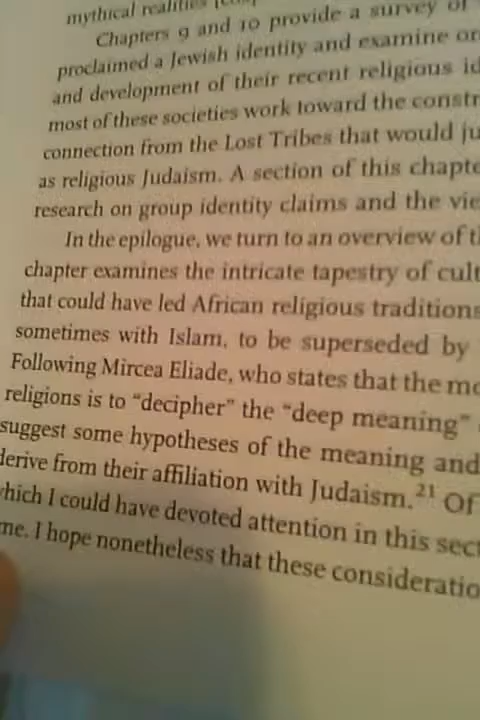 mythical realities
Chapters 9 and 10 provide a survey of
proclaimed a Jewish identity and examine
and development of their recent religious id
most of these societies work toward the constr
connection from the Lost Tribes that would ju
as religious Judaism. A section of this chapte
research on group identity claims and the vie
In the epilogue, we turn to an overview of t
chapter examines the intricate tapestry of cult
that could have led African religious traditions
sometimes with Islam, to be superseded by
Following Mircea Eliade, who states that the mo
religions is to “decipher” the “deep meaning”
suggest some hypotheses of the meaning and
derive from their affiliation with Judaism.21 Of
which I could have devoted attention in this sect
me. I hope nonetheless that these consideratio